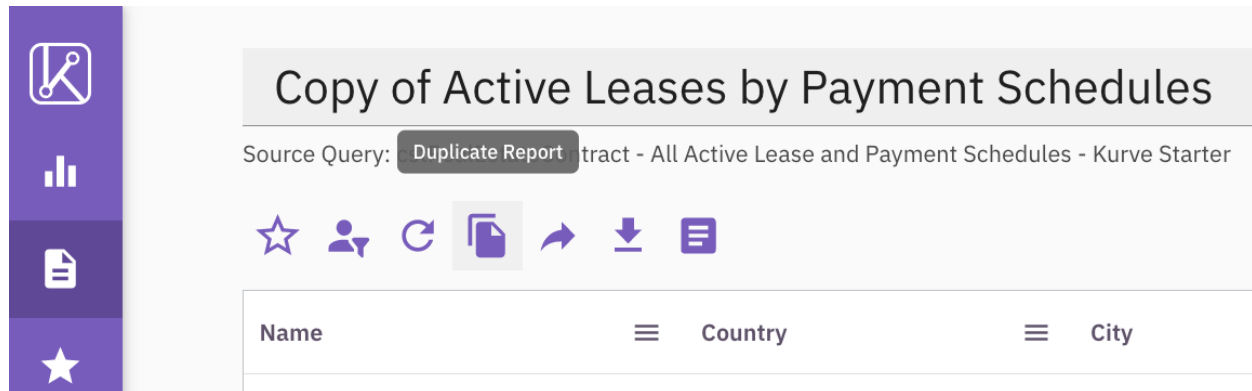 Copy of Active Leases by Payment Schedules
Source Query: Duplicate Report tract - All Active Lease and Payment Schedules - Kurve Starter
Name Country City